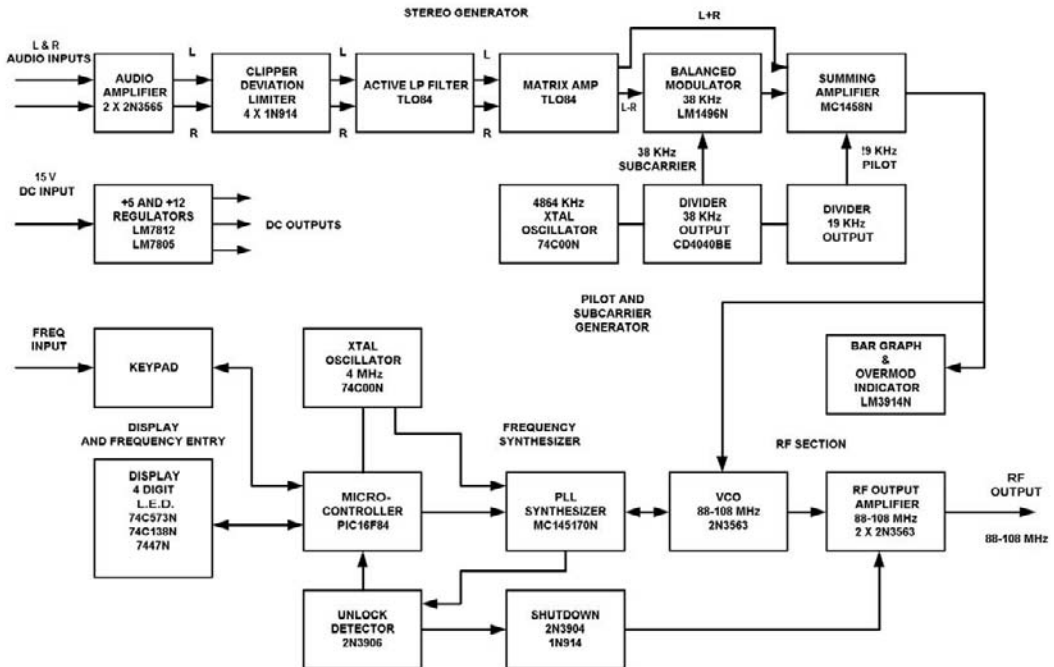 STEREO GENERATOR
L & R
AUDIO INPUTS
AUDIO
AMPLIFIER
2 X 2N3565
L
R
CLIPPER
DEVIATION
LIMITER
4 X 1N914
L
R
ACTIVE LP FILTER
TLO84
L
R
MATRIX AMP
TLO84
L+R
L-R
BALANCED
MODULATOR
38 KHz
LM1496N
SUMMING
AMPLIFIER
MC1458N
38 KHz
SUBCARRIER
19 KHz
PILOT
15 V
DC INPUT
+5 AND +12
REGULATORS
LM7812
LM7805
DC OUTPUTS
4864 KHz
XTAL
OSCILLATOR
74C00N
DIVIDER
38 KHz
OUTPUT
CD4040BE
DIVIDER
19 KHz
OUTPUT
PILOT AND
SUBCARRIER
GENERATOR
FREQ
INPUT
KEYPAD
XTAL
OSCILLATOR
4 MHz
74C00N
BAR GRAPH
&
OVERMOD
INDICATOR
LM3914N
DISPLAY
AND FREQUENCY ENTRY
FREQUENCY
SYNTHESIZER
RF SECTION
DISPLAY
4 DIGIT
L.E.D.
74C573N
74C138N
7447N
MICRO-
CONTROLLER
PIC16F84
PLL
SYNTHESIZER
MC145170N
VCO
88-108 MHz
2N3563
RF OUTPUT
AMPLIFIER
88-108 MHz
2 X 2N3563
RF
OUTPUT
88-108 MHz
UNLOCK
DETECTOR
2N3906
SHUTDOWN
2N3904
1N914